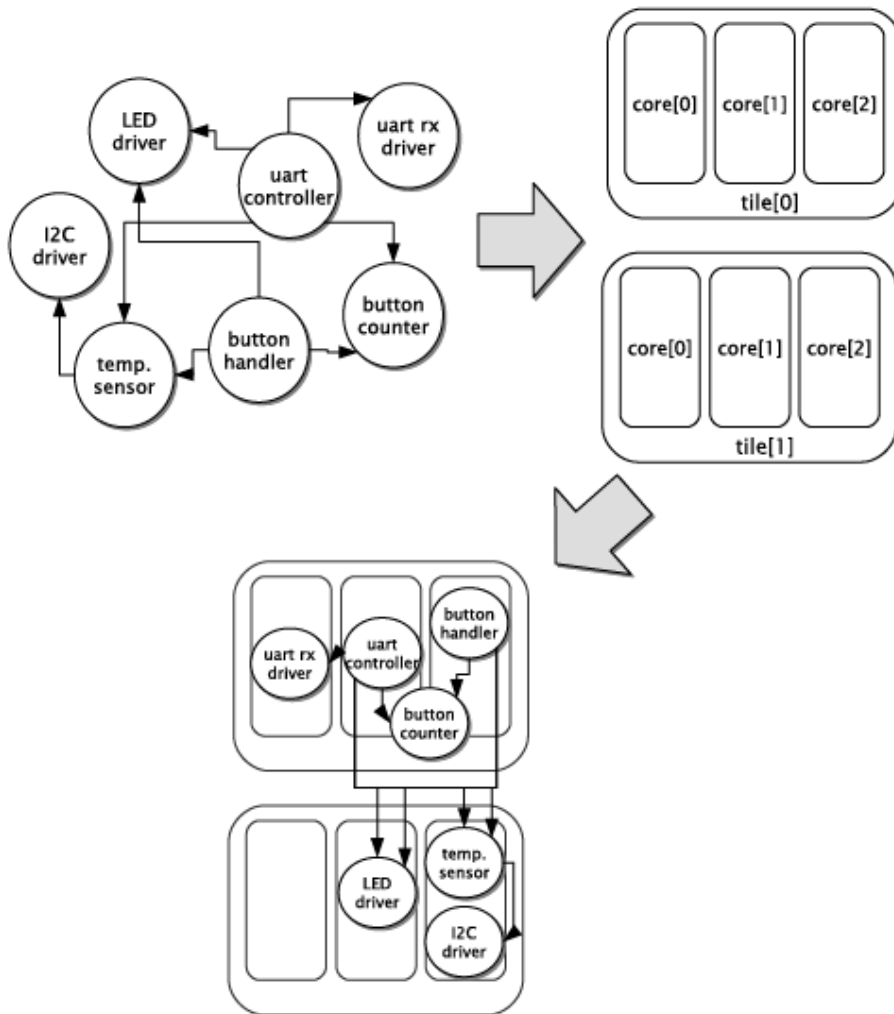 LED
driver
uart rx
driver
uart
controller
I2C
driver
button
counter
temp.
sensor
button
handler
core[0]
core[1]
core[2]
tile[0]
core[0]
core[1]
core[2]
tile[1]
uart rx
driver
uart
controller
button
handler
button
counter
LED
driver
temp.
sensor
I2C
driver